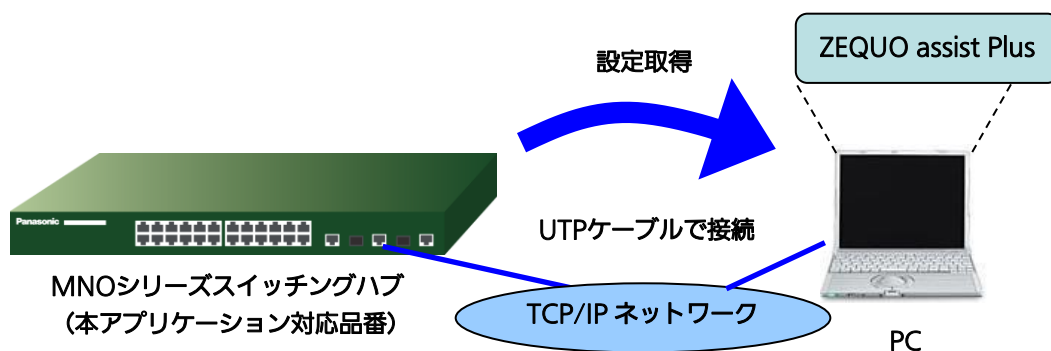 ZEQUO assist Plus
設定取得
Panasonic
UTPケーブルで接続
MNOシリーズスイッチングハブ
（本アプリケーション対応品番）
TCP/IP ネットワーク
PC